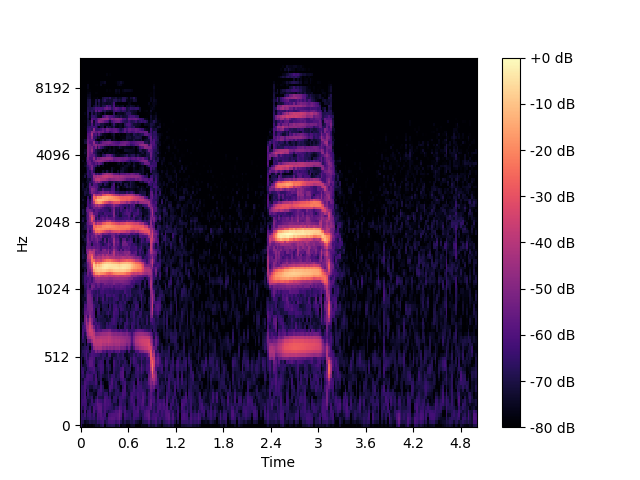 8192
4096
2048
1024
512
0
Hz
0 0.6 1.2 1.8 2.4 3 3.6 4.2 4.8
Time
+0 dB
-10 dB
-20 dB
-30 dB
-40 dB
-50 dB
-60 dB
-70 dB
-80 dB